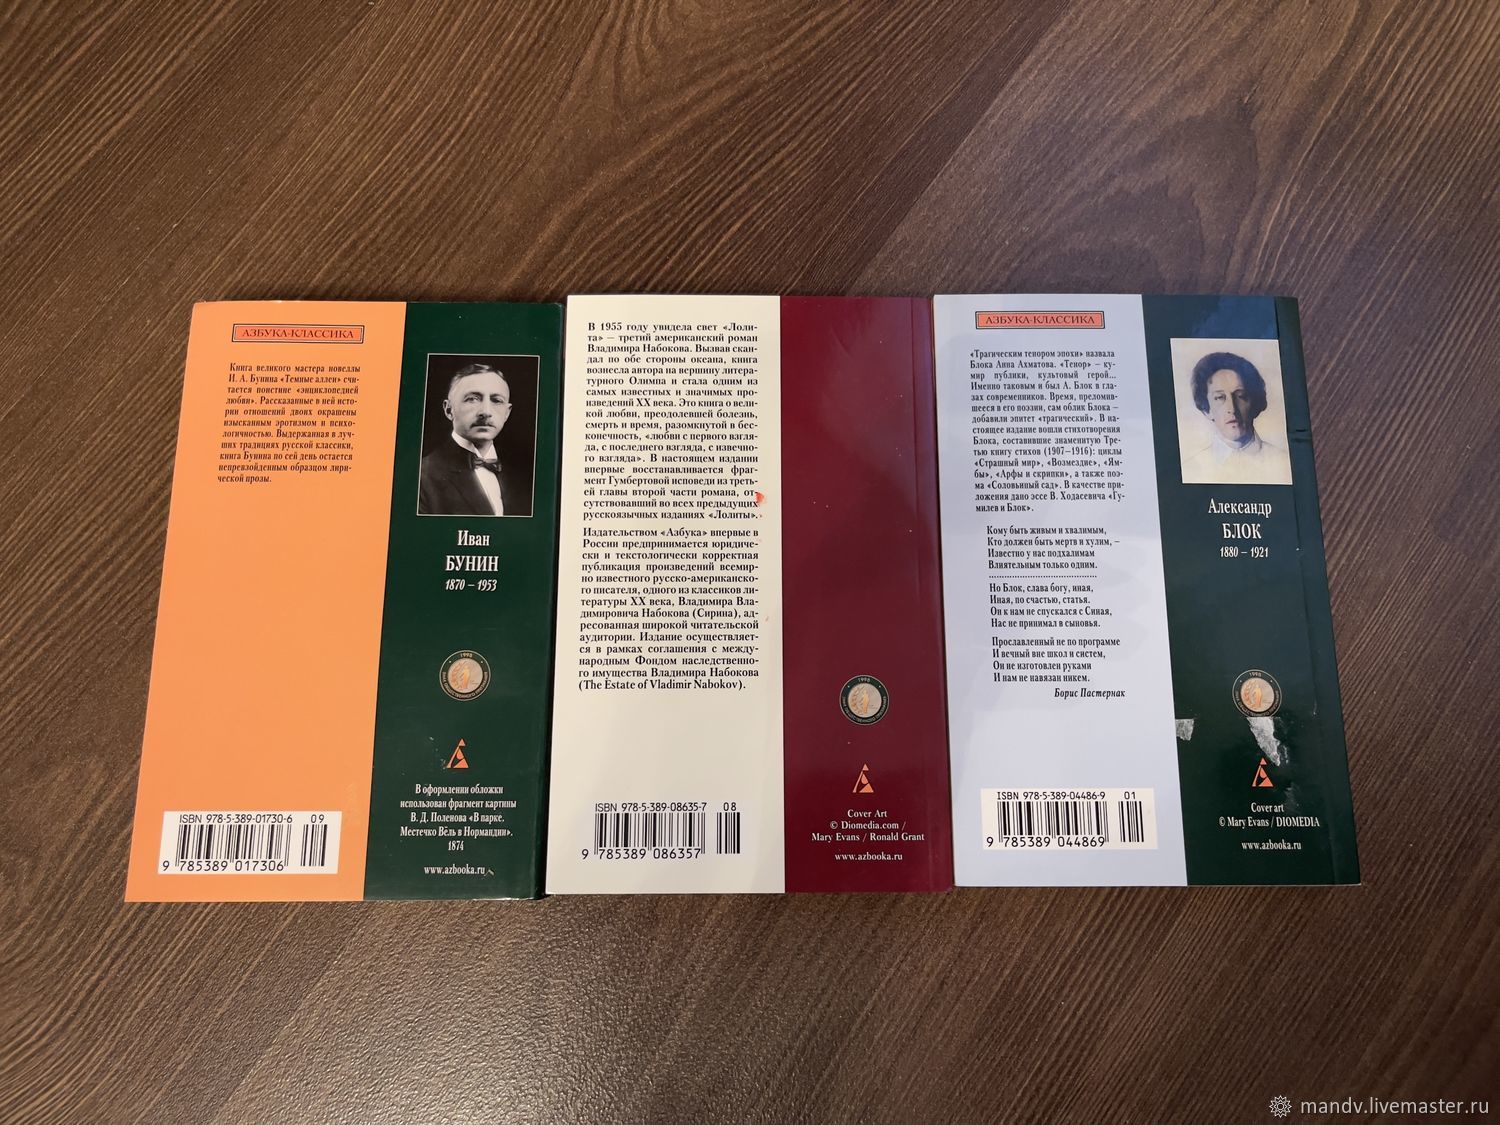 АЗБУКА-КЛАССИКА
Книга великого мастера новеллы
И. А. Бунина «Темные аллеи» счи-
тается поистине «энциклопедией
любви». Рассказанные в ней исто-
рии отношений двоих окрашены
изысканным эротизмом и психо-
логичностью. Выдержанная в луч-
ших традициях русской классики,
книга Бунина по сей день остается
непревзойденным образцом лири-
ческой прозы.
ISBN 978-5-389-01730-6 09
9 785389 017306
Иван
БУНИН
1870 – 1953
1998
В оформлении обложки
использован фрагмент картины
В. Д. Поленова «В парке.
Местечко Вёль в Нормандии».
1874
www.azbooka.ru
В 1955 году увидела свет «Лоли-
та» – третий американский роман
Владимира Набокова. Вызвав скан-
дал по обе стороны океана, книга
вознесла автора на вершину лите-
ратурного Олимпа и стала одним из
самых известных и значимых про-
изведений XX века. Это книга о вели-
кой любви, преодолевшей болезнь,
смерть и время, разомкнутой в бес-
конечность, «любви с первого взгля-
да, с последнего взгляда, с извечно-
го взгляда». В настоящем издании
впервые восстанавливается фраг-
мент Гумбертовой исповеди из треть-
ей главы второй части романа, от-
сутствовавший во всех предыдущих
русскоязычных изданиях «Лолиты».
Издательством «Азбука» впервые в
России предпринимается юридиче-
ски и текстологически корректная
публикация произведений всемир-
но известного русско-американско-
го писателя, одного из классиков ли-
тературы XX века, Владимира Вла-
димировича Набокова (Сирина), ад-
ресованная широкой читательской
аудитории. Издание осуществляет-
ся в рамках соглашения с между-
народным Фондом наследственно-
го имущества Владимира Набокова
(The Estate of Vladimir Nabokov).
ISBN 978-5-389-08635-7 08
9 785389 086357
1998
Cover Art
© Diomedia.com /
Mary Evans / Ronald Grant
www.azbooka.ru
АЗБУКА-КЛАССИКА
«Трагическим тенором эпохи» назвала
Блока Анна Ахматова. «Тенор» – ку-
мир публики, культовый герой...
Именно таковым и был А. Блок в гла-
зах современников. Время, преломив-
шееся в его поэзии, сам облик Блока –
добавили эпитет «трагический». В на-
стоящее издание вошли стихотворения
Блока, составившие знаменитую Тре-
тью книгу стихов (1907–1916): циклы
«Страшный мир», «Возмездие», «Ям-
бы», «Арфы и скрипки», а также поэ-
ма «Соловьиный сад». В качестве при-
ложения дано эссе В. Ходасевича «Гу-
милев и Блок».
Кому быть живым и хвалимым,
Кто должен быть мертв и хулим, –
Известно у нас подхалимам
Влиятельным только одним.
Но Блок, слава богу, иная,
Иная, по счастью, статья.
Он к нам не спускался с Синая,
Нас не принимал в сыновья.
Прославленный не по программе
И вечный вне школ и систем,
Он не изготовлен руками
И нам не навязан никем.
Борис Пастернак
ISBN 978-5-389-04486-9 01
9 785389 044869
Александр
БЛОК
1880 – 1921
1998
Cover art
© Mary Evans / DIOMEDIA
www.azbooka.ru
mandv.livemaster.ru